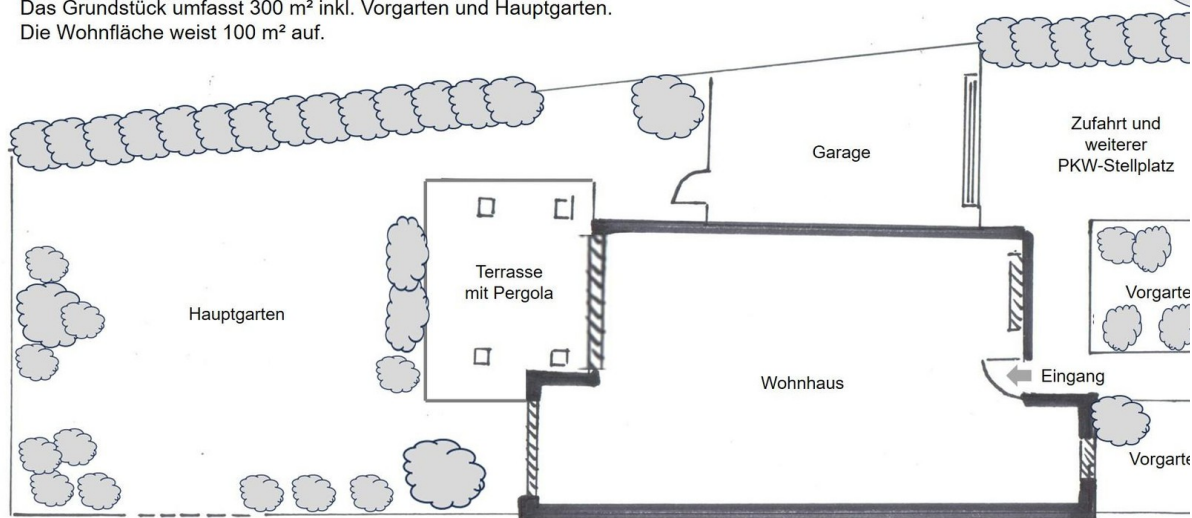 Das Grundstück umfasst 300 m² inkl. Vorgarten und Hauptgarten.
Die Wohnfläche weist 100 m² auf.
Zufahrt und
weiterer
PKW-Stellplatz
Garage
Terrasse
mit Pergola
Hauptgarten
Vorgarte
Wohnhaus
Eingang
Vorgarte